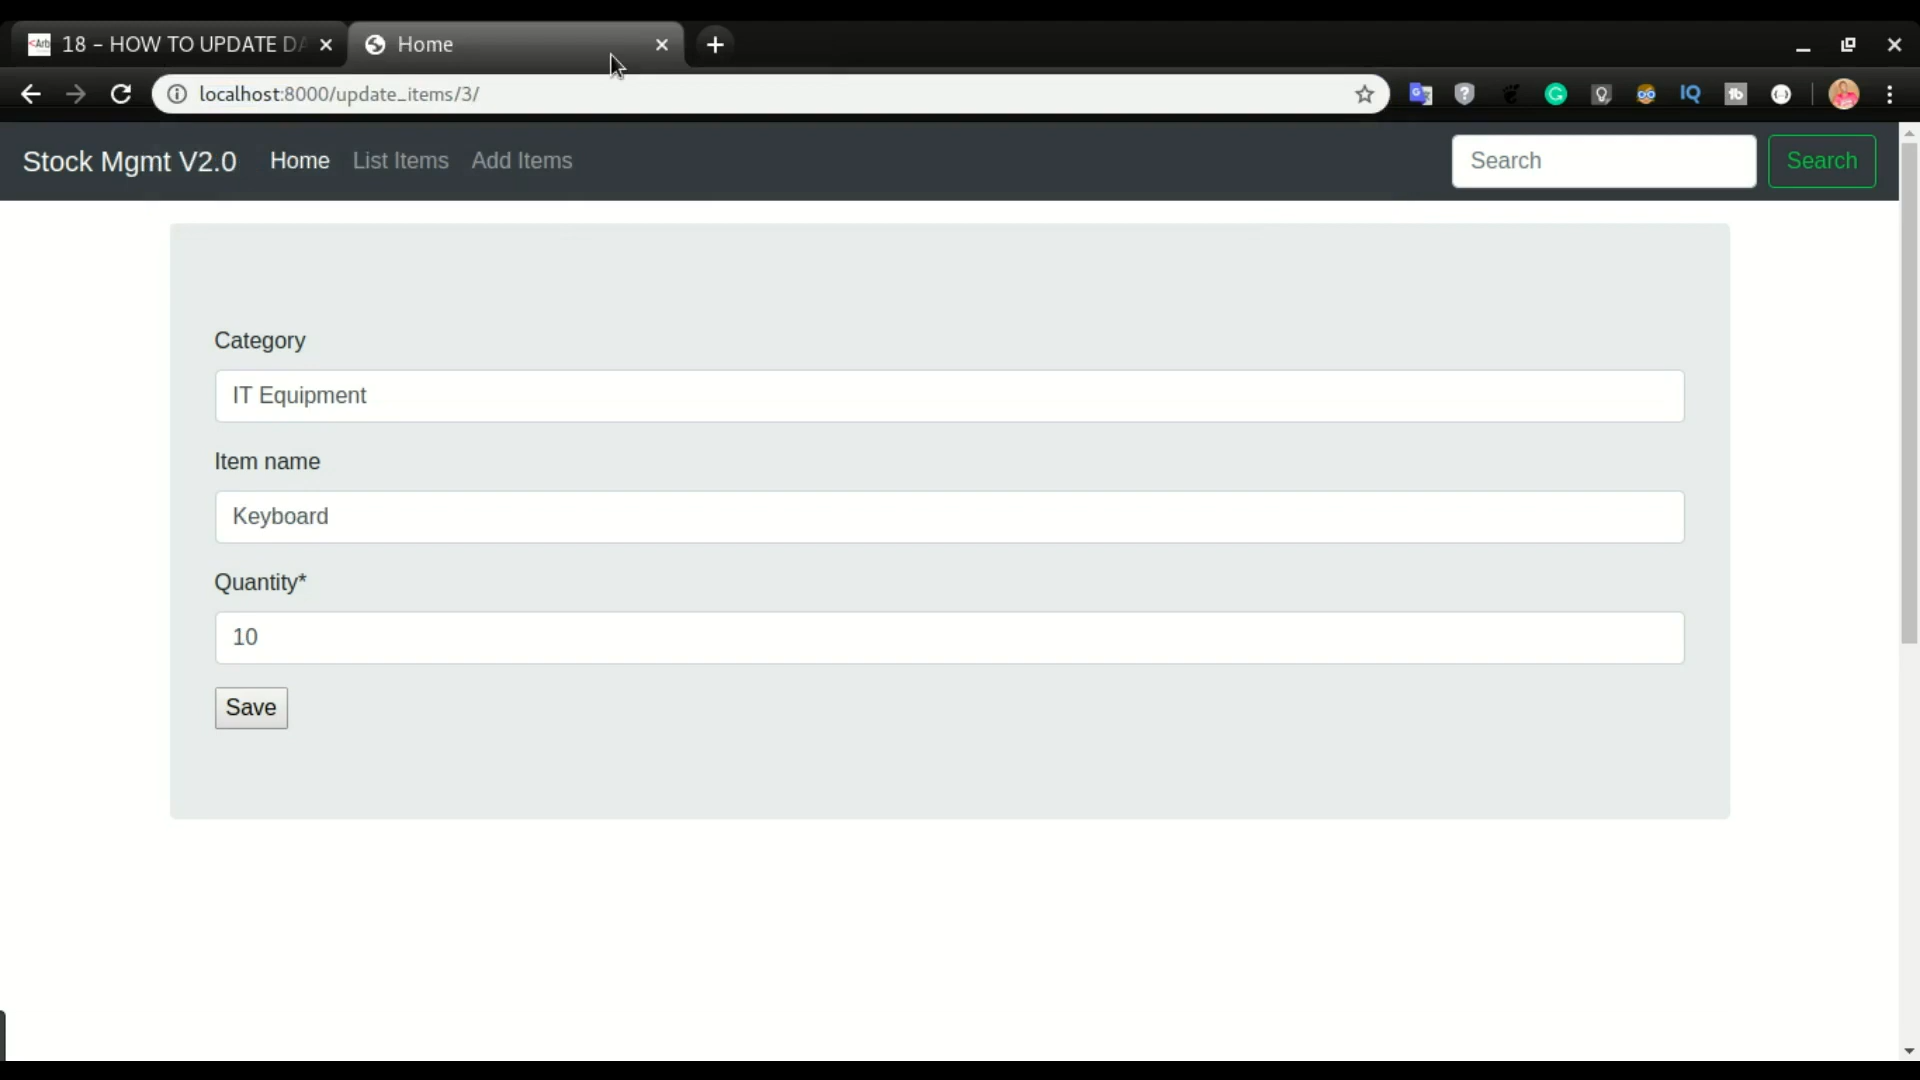 18 – HOW TO UPDATE DA
Home
localhost:8000/update_items/3/
Stock Mgmt V2.0 Home List Items Add Items Search Search
Category
IT Equipment
Item name
Keyboard
Quantity*
10
Save